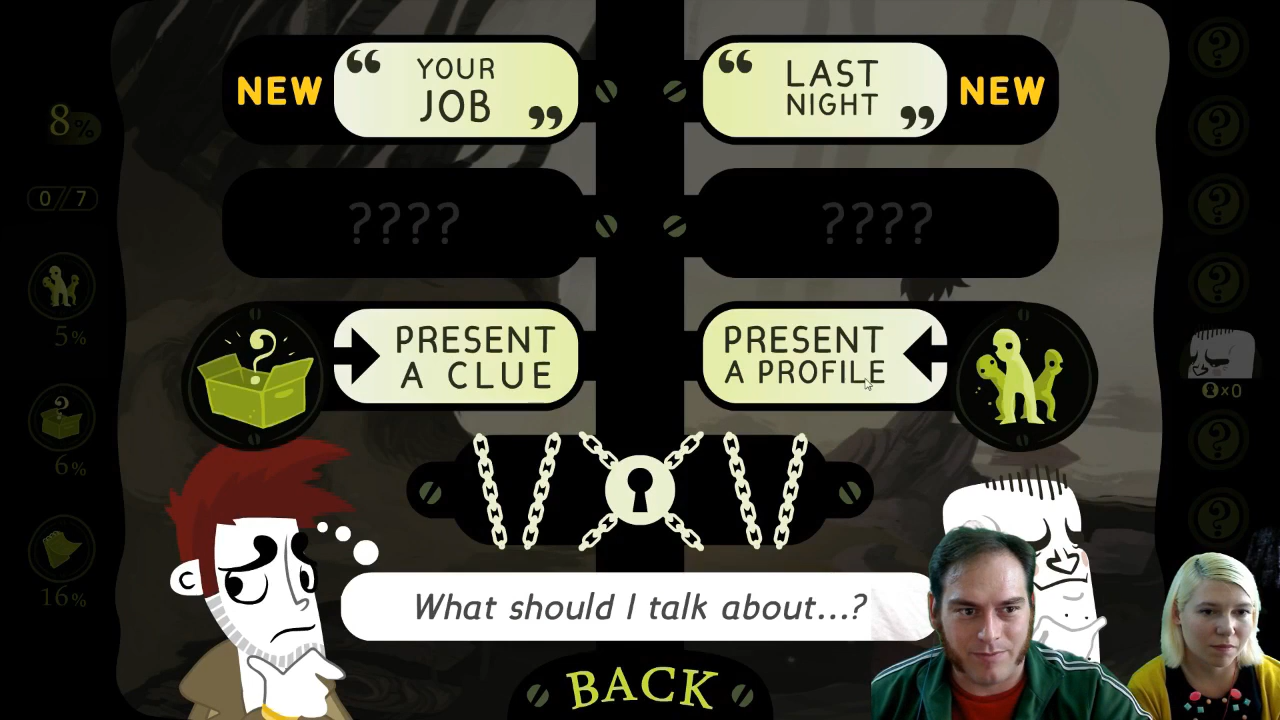 8%
0/7
5%
6%
16%
NEW
“ YOUR
JOB ”
“ LAST
NIGHT ”
NEW
????
????
PRESENT
A CLUE
PRESENT
A PROFILE
What should I talk about...?
BACK
?
?
?
?
x0
?
?